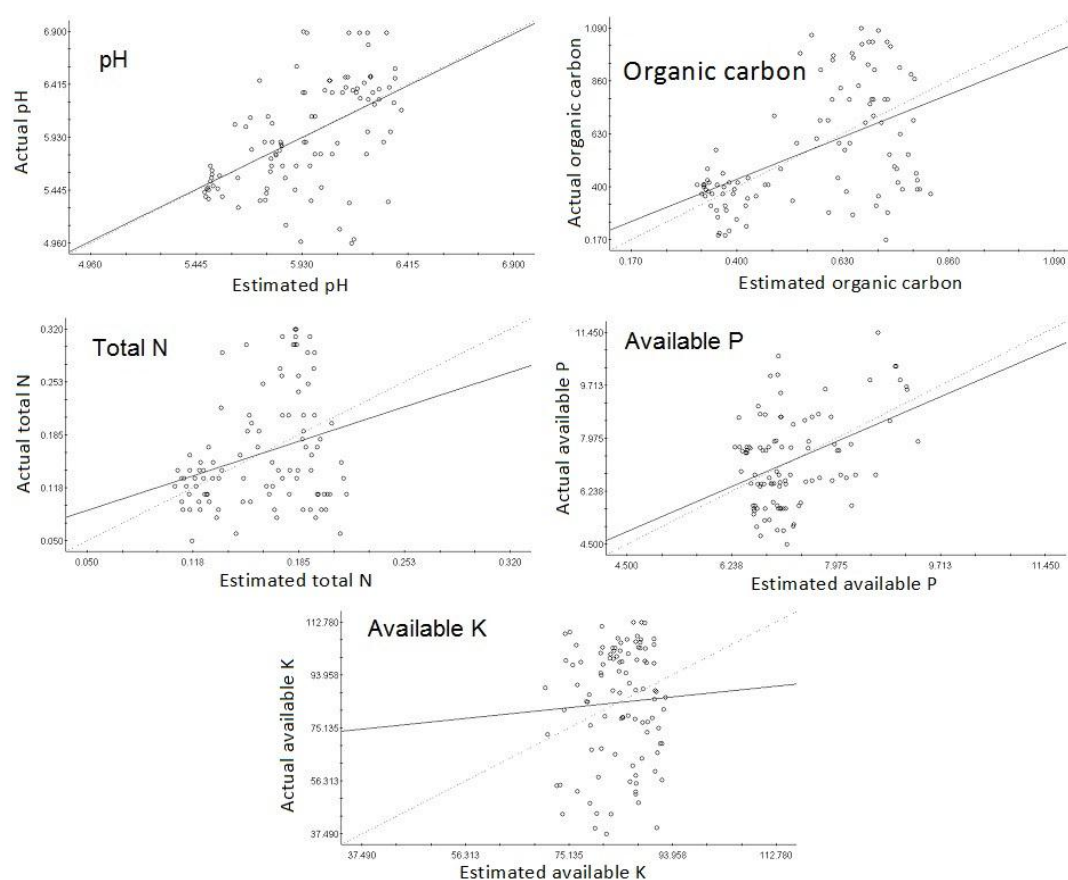 pH
Actual pH
6.900
6.415
5.930
5.445
4.960
4.960 5.445 5.930 6.415 6.900
Estimated pH
Organic carbon
Actual organic carbon
1.090
.860
.630
.400
0.170
0.170 0.400 0.630 0.860 1.090
Estimated organic carbon
Total N
Actual total N
0.320
0.253
0.185
0.118
0.050
0.050 0.118 0.185 0.253 0.320
Estimated total N
Available P
Actual available P
11.450
9.713
7.975
6.238
4.500
4.500 6.238 7.975 9.713 11.450
Estimated available P
Available K
Actual available K
112.780
93.958
75.135
56.313
37.490
37.490 56.313 75.135 93.958 112.780
Estimated available K